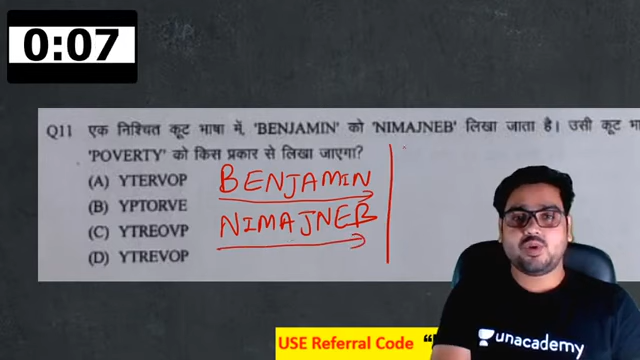 0:07
Q11 एक निश्चित कूट भाषा में, 'BENJAMIN' को 'NIMAJNEB' लिखा जाता है। उसी कूट
'POVERTY' को किस प्रकार से लिखा जाएगा?
(A) YTERVOP
(B) YPTORVE
(C) YTREOVP
(D) YTREVOP
BENJAMIN
NIMAJNEB
unacademy
USE Referral Code